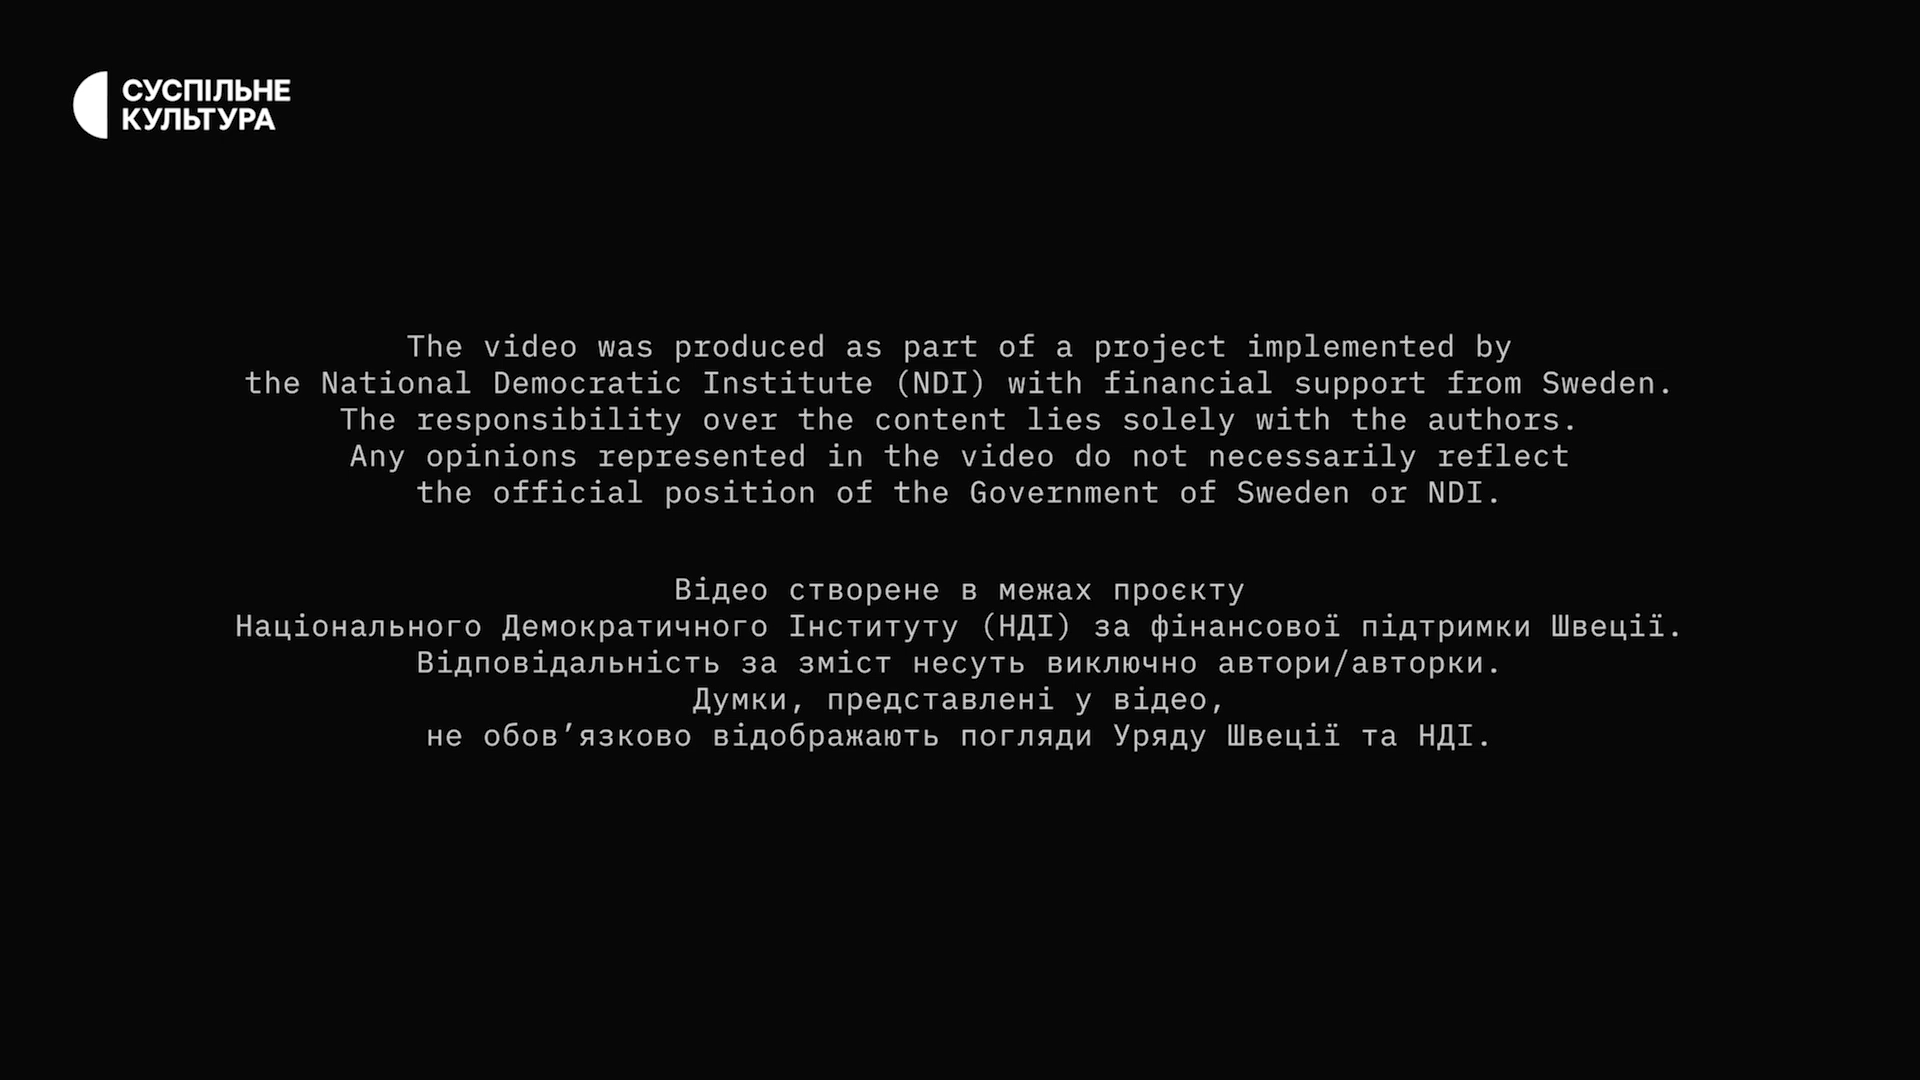 СУСПІЛЬНЕ
КУЛЬТУРА
The video was produced as part of a project implemented by
the National Democratic Institute (NDI) with financial support from Sweden.
The responsibility over the content lies solely with the authors.
Any opinions represented in the video do not necessarily reflect
the official position of the Government of Sweden or NDI.
Відео створене в межах проєкту
Національного Демократичного Інституту (НДІ) за фінансової підтримки Швеції.
Відповідальність за зміст несуть виключно автори/авторки.
Думки, представлені у відео,
не обов’язково відображають погляди Уряду Швеції та НДІ.